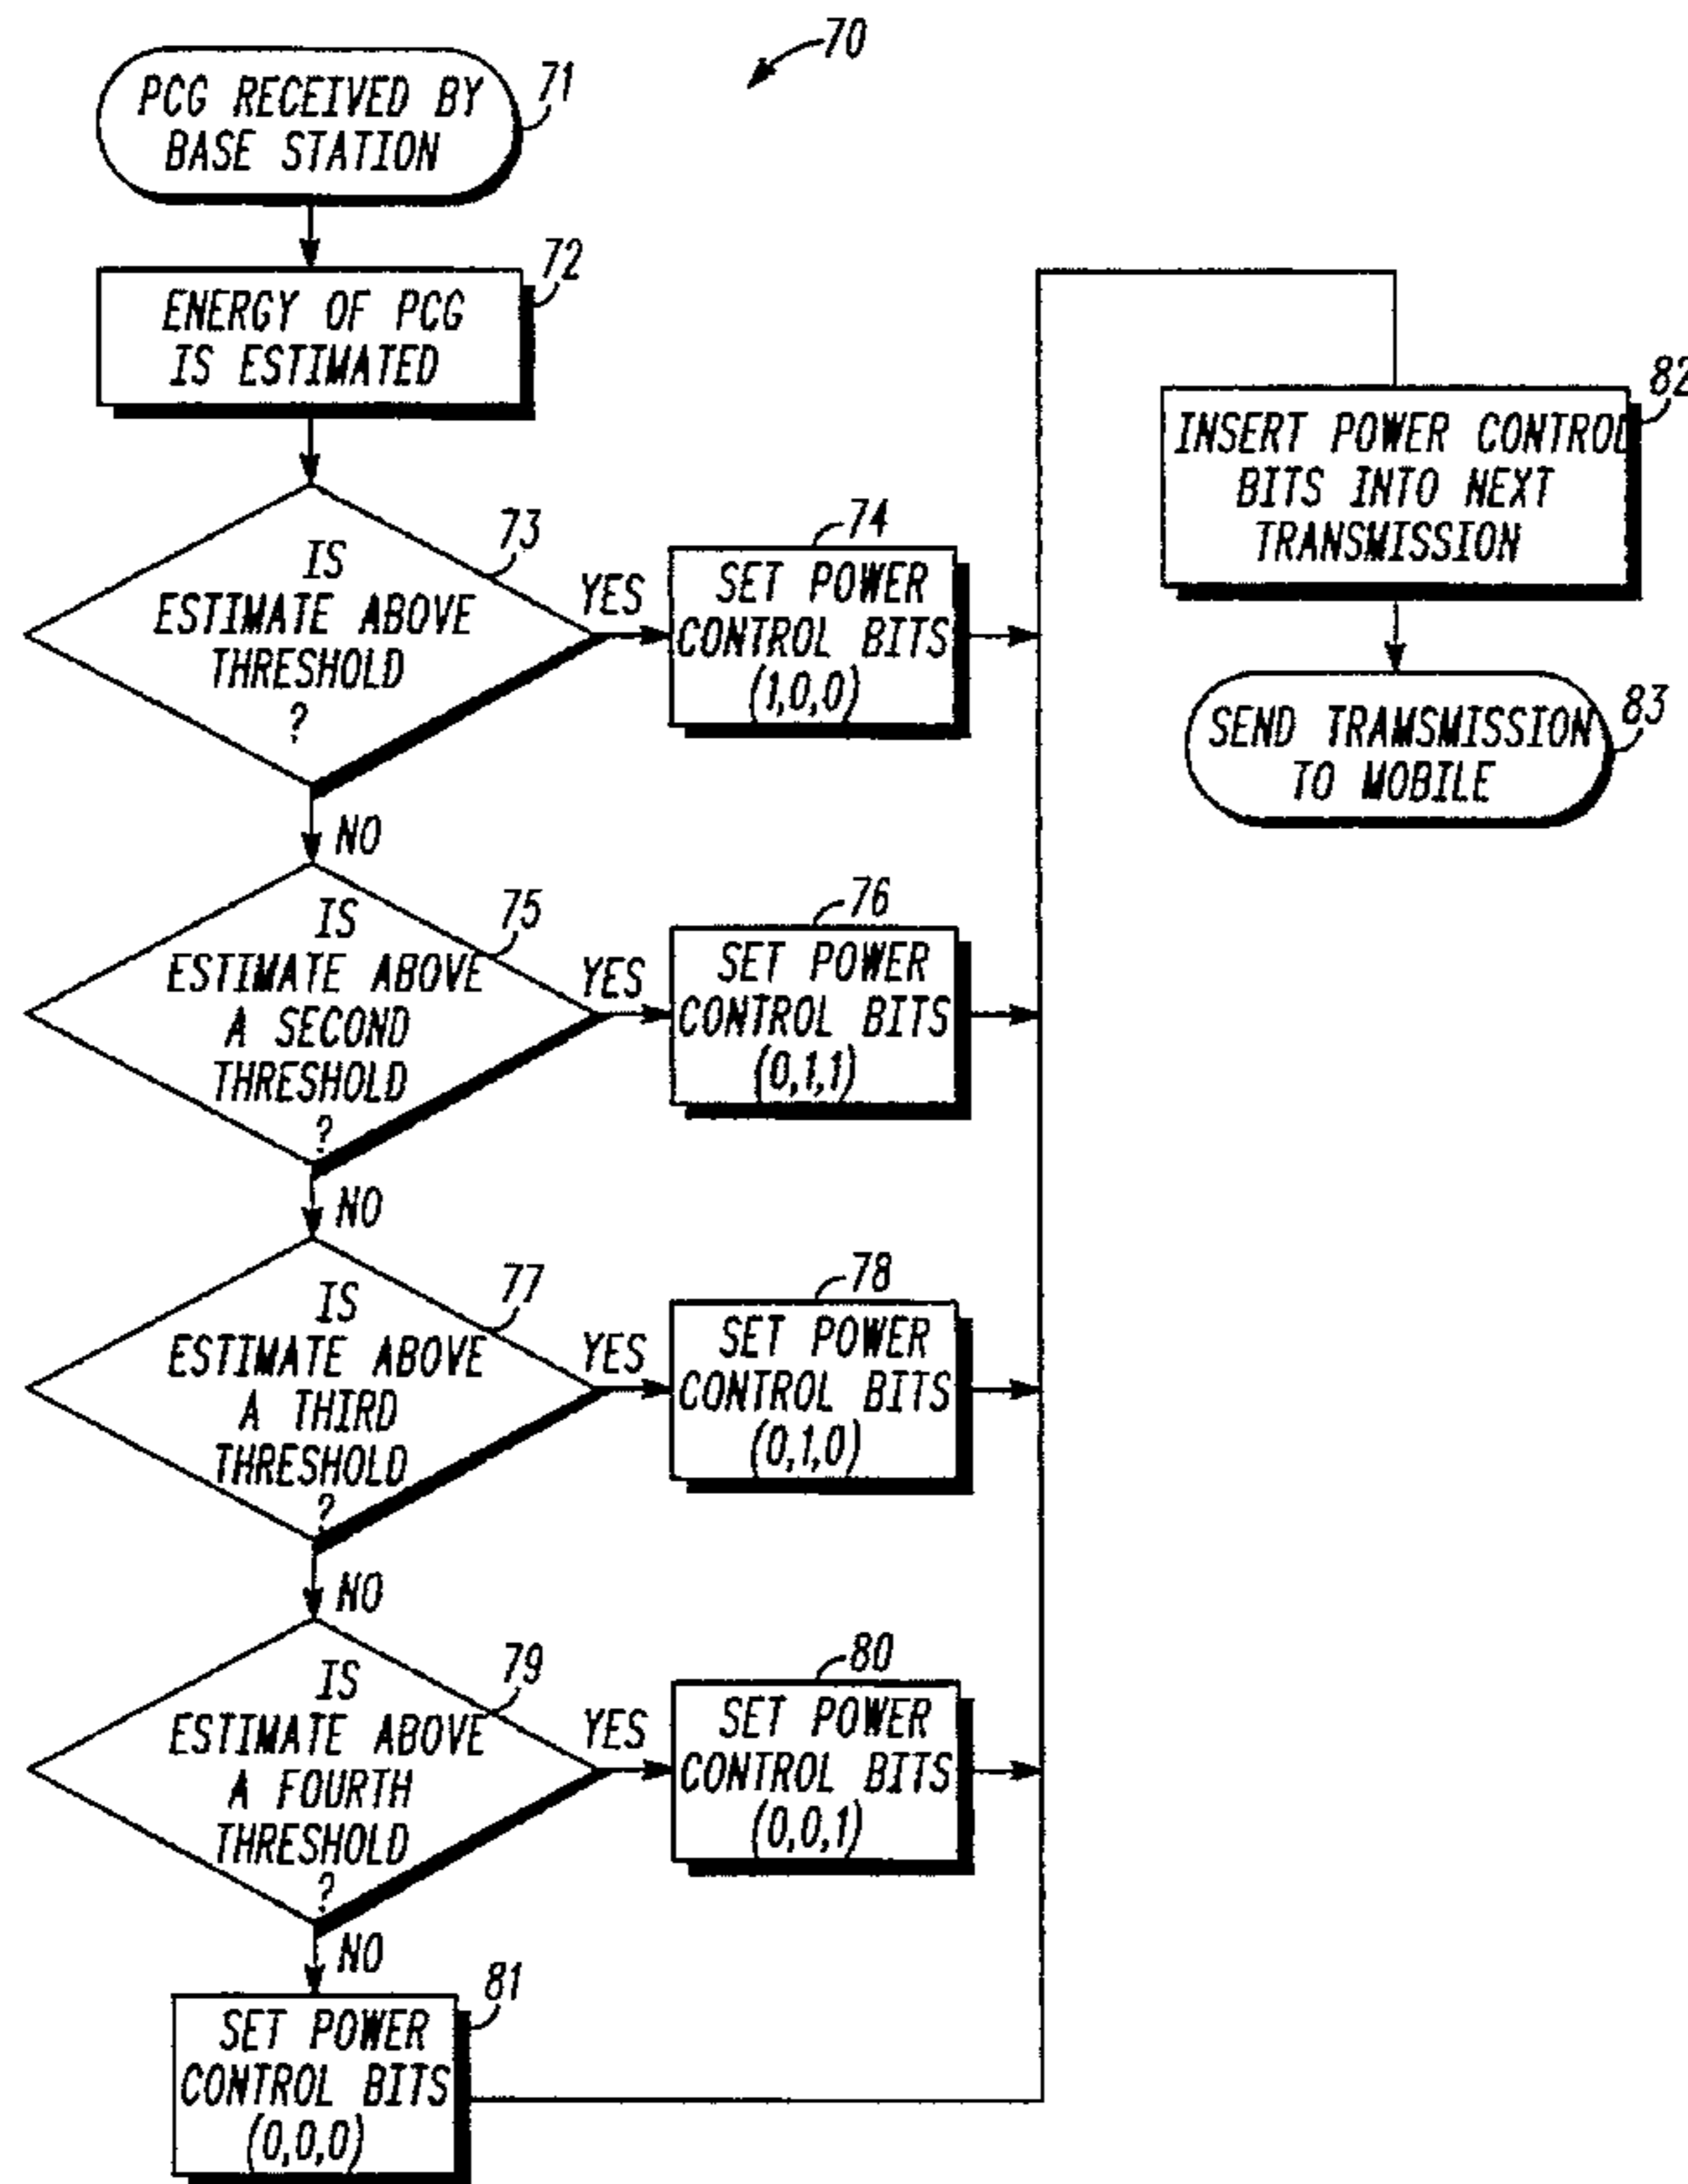 70
PCG RECEIVED BY
BASE STATION
71
ENERGY OF PCG
IS ESTIMATED
72
IS
ESTIMATE ABOVE
THRESHOLD
?
73
YES
NO
SET POWER
CONTROL BITS
(1,0,0)
74
IS
ESTIMATE ABOVE
A SECOND
THRESHOLD
?
75
YES
NO
SET POWER
CONTROL BITS
(0,1,1)
76
IS
ESTIMATE ABOVE
A THIRD
THRESHOLD
?
77
YES
NO
SET POWER
CONTROL BITS
(0,1,0)
78
IS
ESTIMATE ABOVE
A FOURTH
THRESHOLD
?
79
YES
NO
SET POWER
CONTROL BITS
(0,0,1)
80
SET POWER
CONTROL BITS
(0,0,0)
81
INSERT POWER CONTROL
BITS INTO NEXT
TRANSMISSION
82
SEND TRAMSMISSION
TO MOBILE
83